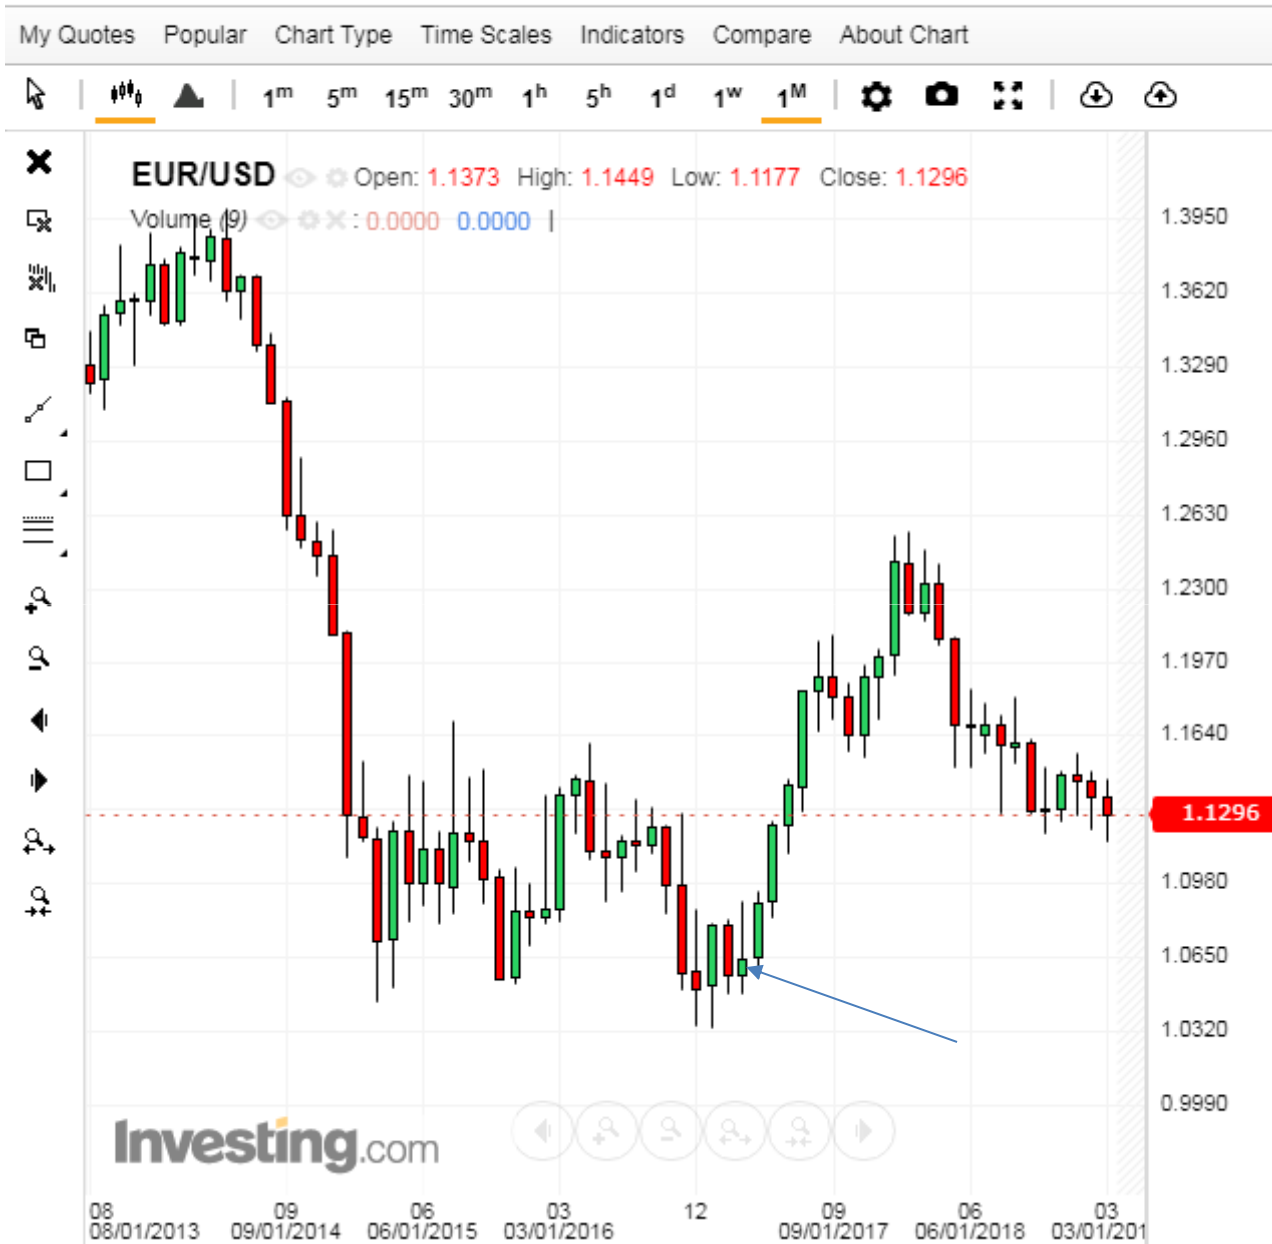 My Quotes Popular Chart Type Time Scales Indicators Compare About Chart
1m 5m 15m 30m 1h 5h 1d 1w 1M
EUR/USD Open: 1.1373 High: 1.1449 Low: 1.1177 Close: 1.1296
Volume (9) : 0.0000 0.0000 |
1.3950
1.3620
1.3290
1.2960
1.2630
1.2300
1.1970
1.1640
1.1296
1.0980
1.0650
1.0320
0.9990
Investing.com
08 09 06 03 12 09 06 03
08/01/2013 09/01/2014 06/01/2015 03/01/2016 09/01/2017 06/01/2018 03/01/201